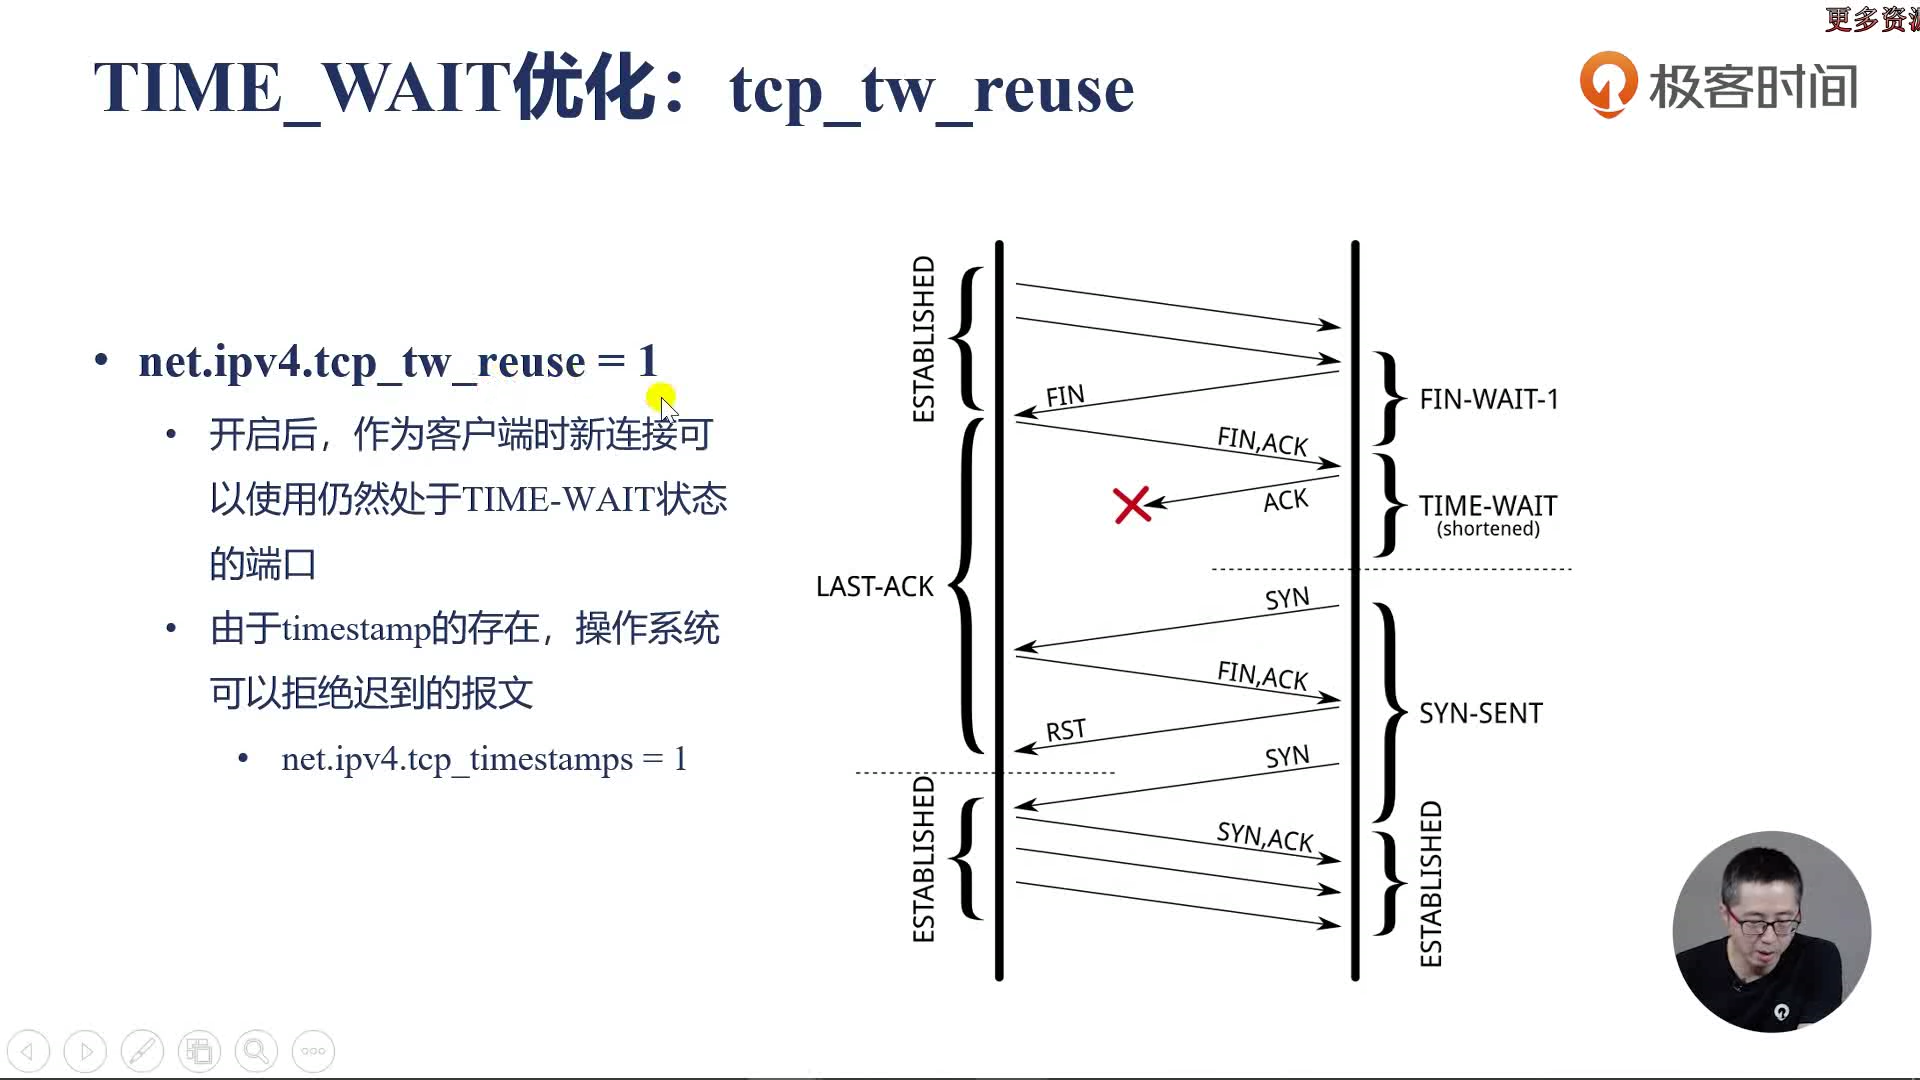 更多资源
TIME_WAIT优化：tcp_tw_reuse
极客时间
• net.ipv4.tcp_tw_reuse = 1
• 开启后，作为客户端时新连接可
以使用仍然处于TIME-WAIT状态
的端口
• 由于timestamp的存在，操作系统
可以拒绝迟到的报文
• net.ipv4.tcp_timestamps = 1
ESTABLISHED
FIN
FIN-WAIT-1
FIN,ACK
ACK
TIME-WAIT
(shortened)
LAST-ACK
SYN
FIN,ACK
SYN-SENT
RST
SYN
SYN,ACK
ESTABLISHED
ESTABLISHED